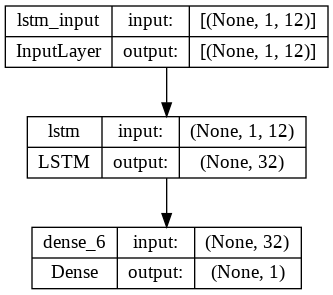 lstm_input input: [(None, 1, 12)]
InputLayer output: [(None, 1, 12)]
lstm input: (None, 1, 12)
LSTM output: (None, 32)
dense_6 input: (None, 32)
Dense output: (None, 1)